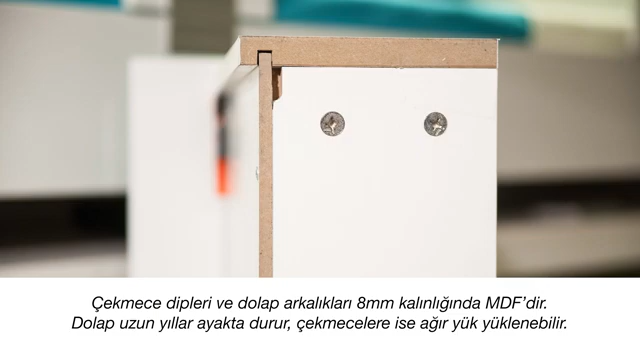 Çekmece dipleri ve dolap arkalıkları 8mm kalınlığında MDF’dir.
Dolap uzun yıllar ayakta durur, çekmecelere ise ağır yük yüklenebilir.